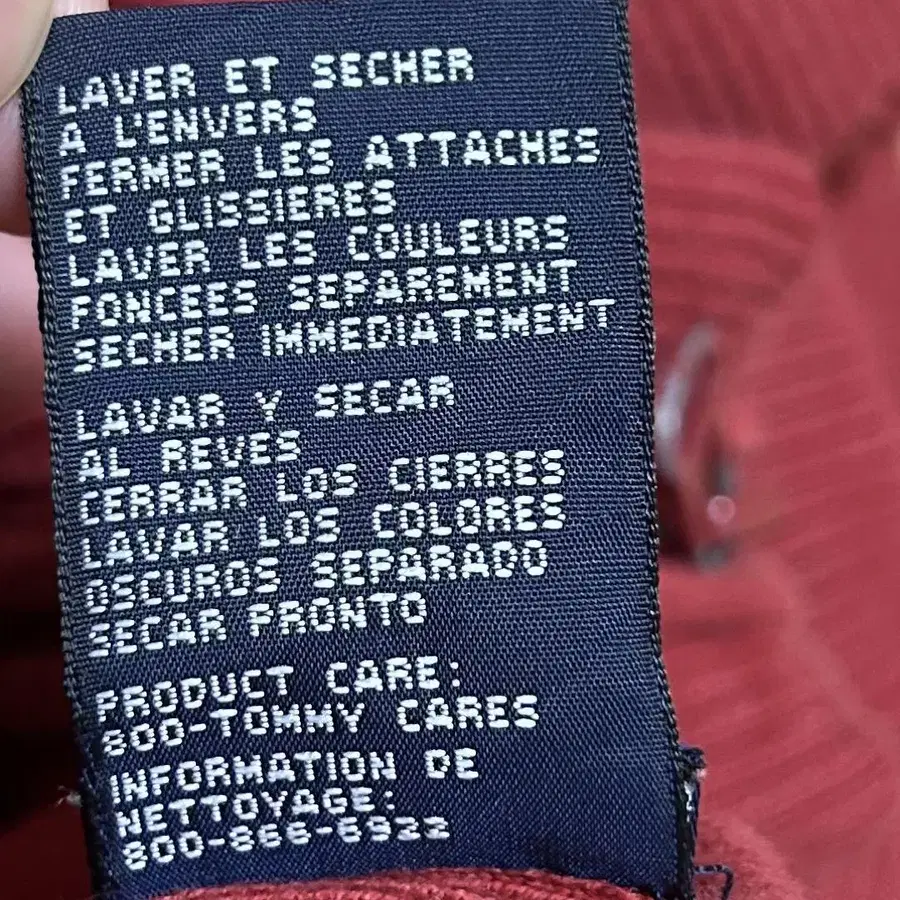 LAVER ET SECHER
A L'ENVERS
FERMER LES ATTACHES
ET GLISSIERES
LAVER LES COULEURS
FONCEES SEPAREMENT
SECHER IMMEDIATEMENT
LAVAR Y SECAR
AL REVES
CERRAR LOS CIERRES
LAVAR LOS COLORES
OSCUROS SEPARADO
SECAR PRONTO
PRODUCT CARE:
800-TOMMY CARES
INFORMATION DE
NETTOYAGE:
800-866-6922